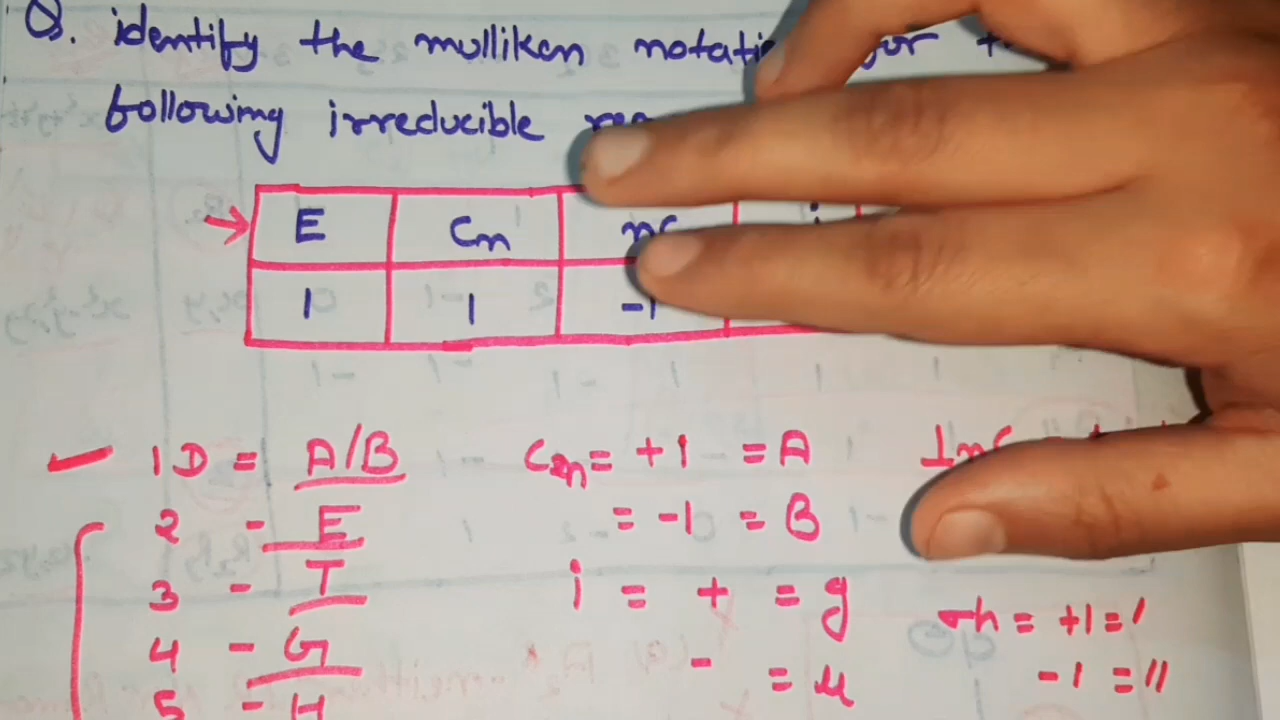 Q. identify the mulliken
following irreducible
E Cn
1 1 -1
1D = A/B Cn = +1 = A
2 - E = -1 = B
3 - T i = + = g
4 - G - = u
5 - H
σh = +1 = '
-1 = "